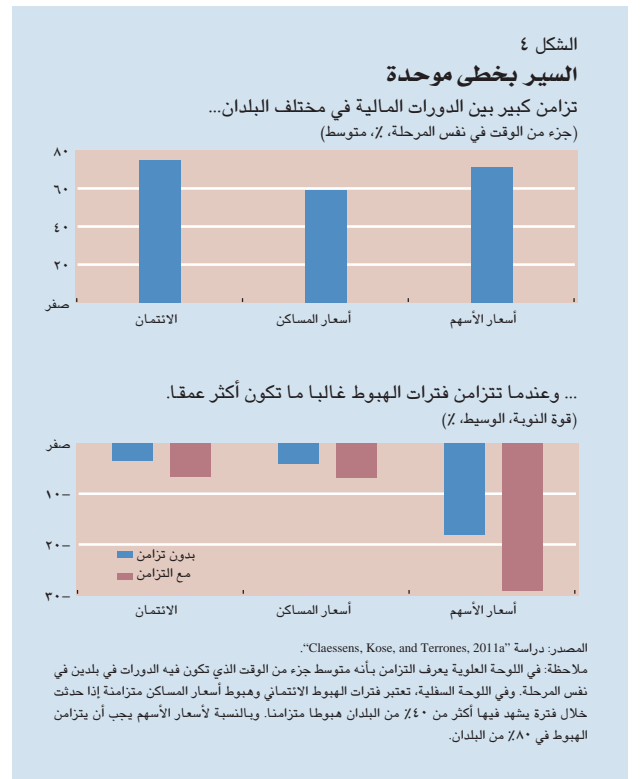 الشكل ٤
السير بخطى موحدة
تزامن كبير بين الدورات المالية في مختلف البلدان...
(جزء من الوقت في نفس المرحلة، ٪، متوسط)
٨٠
٦٠
٤٠
٢٠
صفر
الائتمان
أسعار المساكن
أسعار الأسهم
... وعندما تتزامن فترات الهبوط غالبا ما تكون أكثر عمقا.
(قوة النوبة، الوسيط، ٪)
صفر
١٠–
٢٠–
٣٠–
بدون تزامن
مع التزامن
الائتمان
أسعار المساكن
أسعار الأسهم
المصدر: دراسة "Claessens, Kose, and Terrones, 2011a".
ملاحظة: في اللوحة العلوية يعرف التزامن بأنه متوسط جزء من الوقت الذي تكون فيه الدورات في بلدين في
نفس المرحلة. وفي اللوحة السفلية، تعتبر فترات الهبوط الائتماني وهبوط أسعار المساكن متزامنة إذا حدثت
خلال فترة يشهد فيها أكثر من ٤٠٪ من البلدان هبوطا متزامنا. وبالنسبة لأسعار الأسهم يجب أن يتزامن
الهبوط في ٨٠٪ من البلدان.